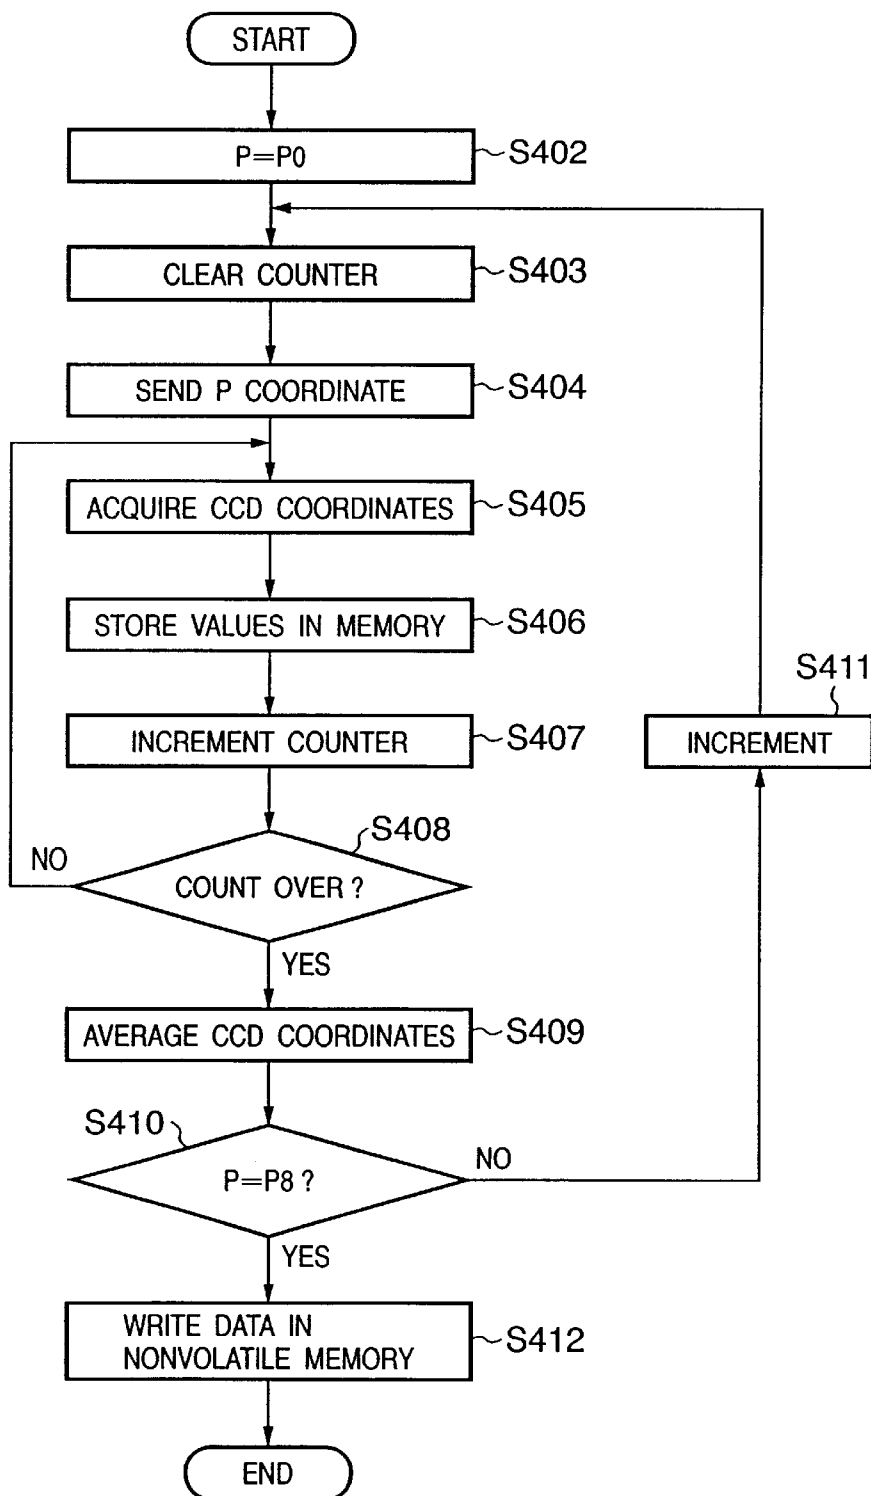 START
P=P0
S402
CLEAR COUNTER
S403
SEND P COORDINATE
S404
ACQUIRE CCD COORDINATES
S405
STORE VALUES IN MEMORY
S406
S411
INCREMENT COUNTER
S407
INCREMENT
S408
NO
COUNT OVER?
YES
AVERAGE CCD COORDINATES
S409
S410
P=P8?
NO
YES
WRITE DATA IN
NONVOLATILE MEMORY
S412
END